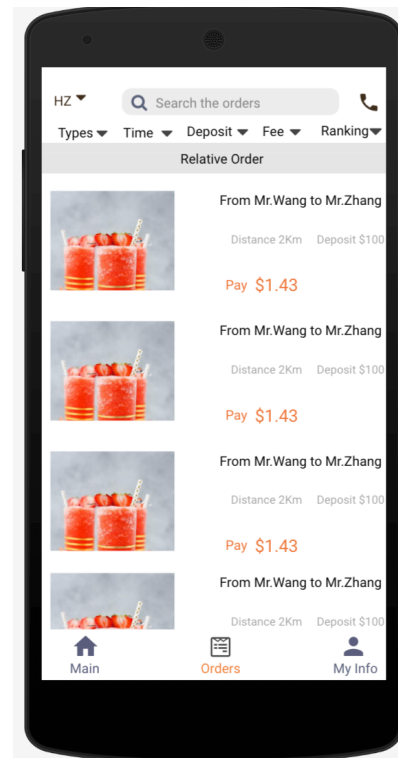 HZ Search the orders
Types Time Deposit Fee Ranking
Relative Order
From Mr.Wang to Mr.Zhang
Distance 2Km Deposit $100
Pay $1.43
From Mr.Wang to Mr.Zhang
Distance 2Km Deposit $100
Pay $1.43
From Mr.Wang to Mr.Zhang
Distance 2Km Deposit $100
Pay $1.43
From Mr.Wang to Mr.Zhang
Distance 2Km Deposit $100
Main Orders My Info